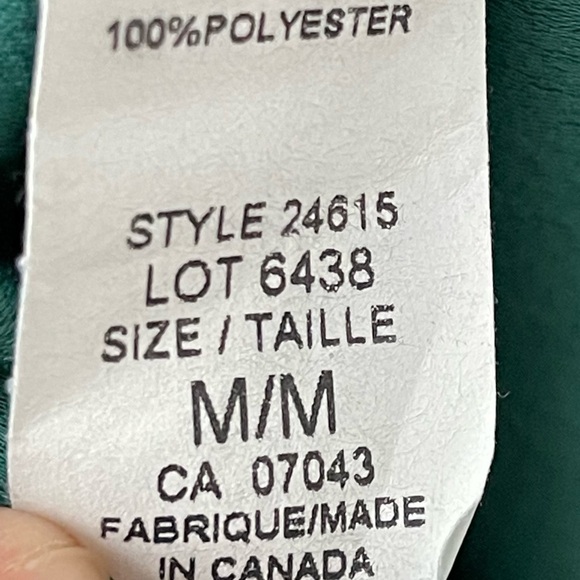 100%POLYESTER
STYLE 24615
LOT 6438
SIZE / TAILLE
M/M
CA 07043
FABRIQUE/MADE
IN CANADA